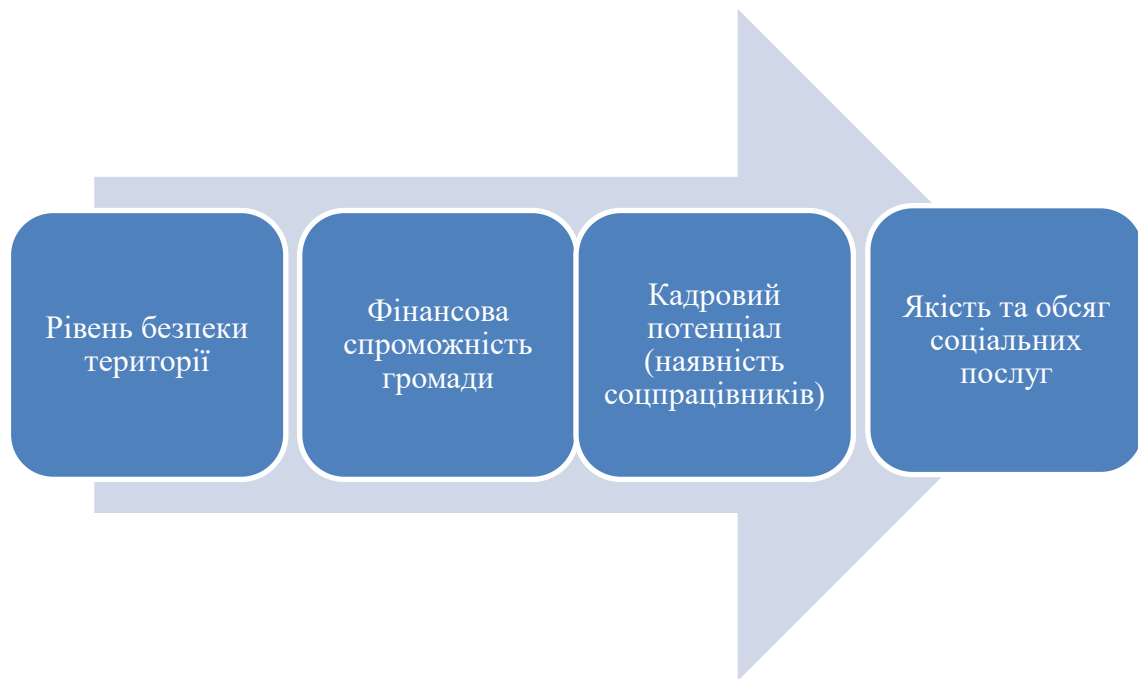 Рівень безпеки
території
Фінансова
спроможність
громади
Кадровий
потенціал
(наявність
соцпрацівників)
Якість та обсяг
соціальних
послуг